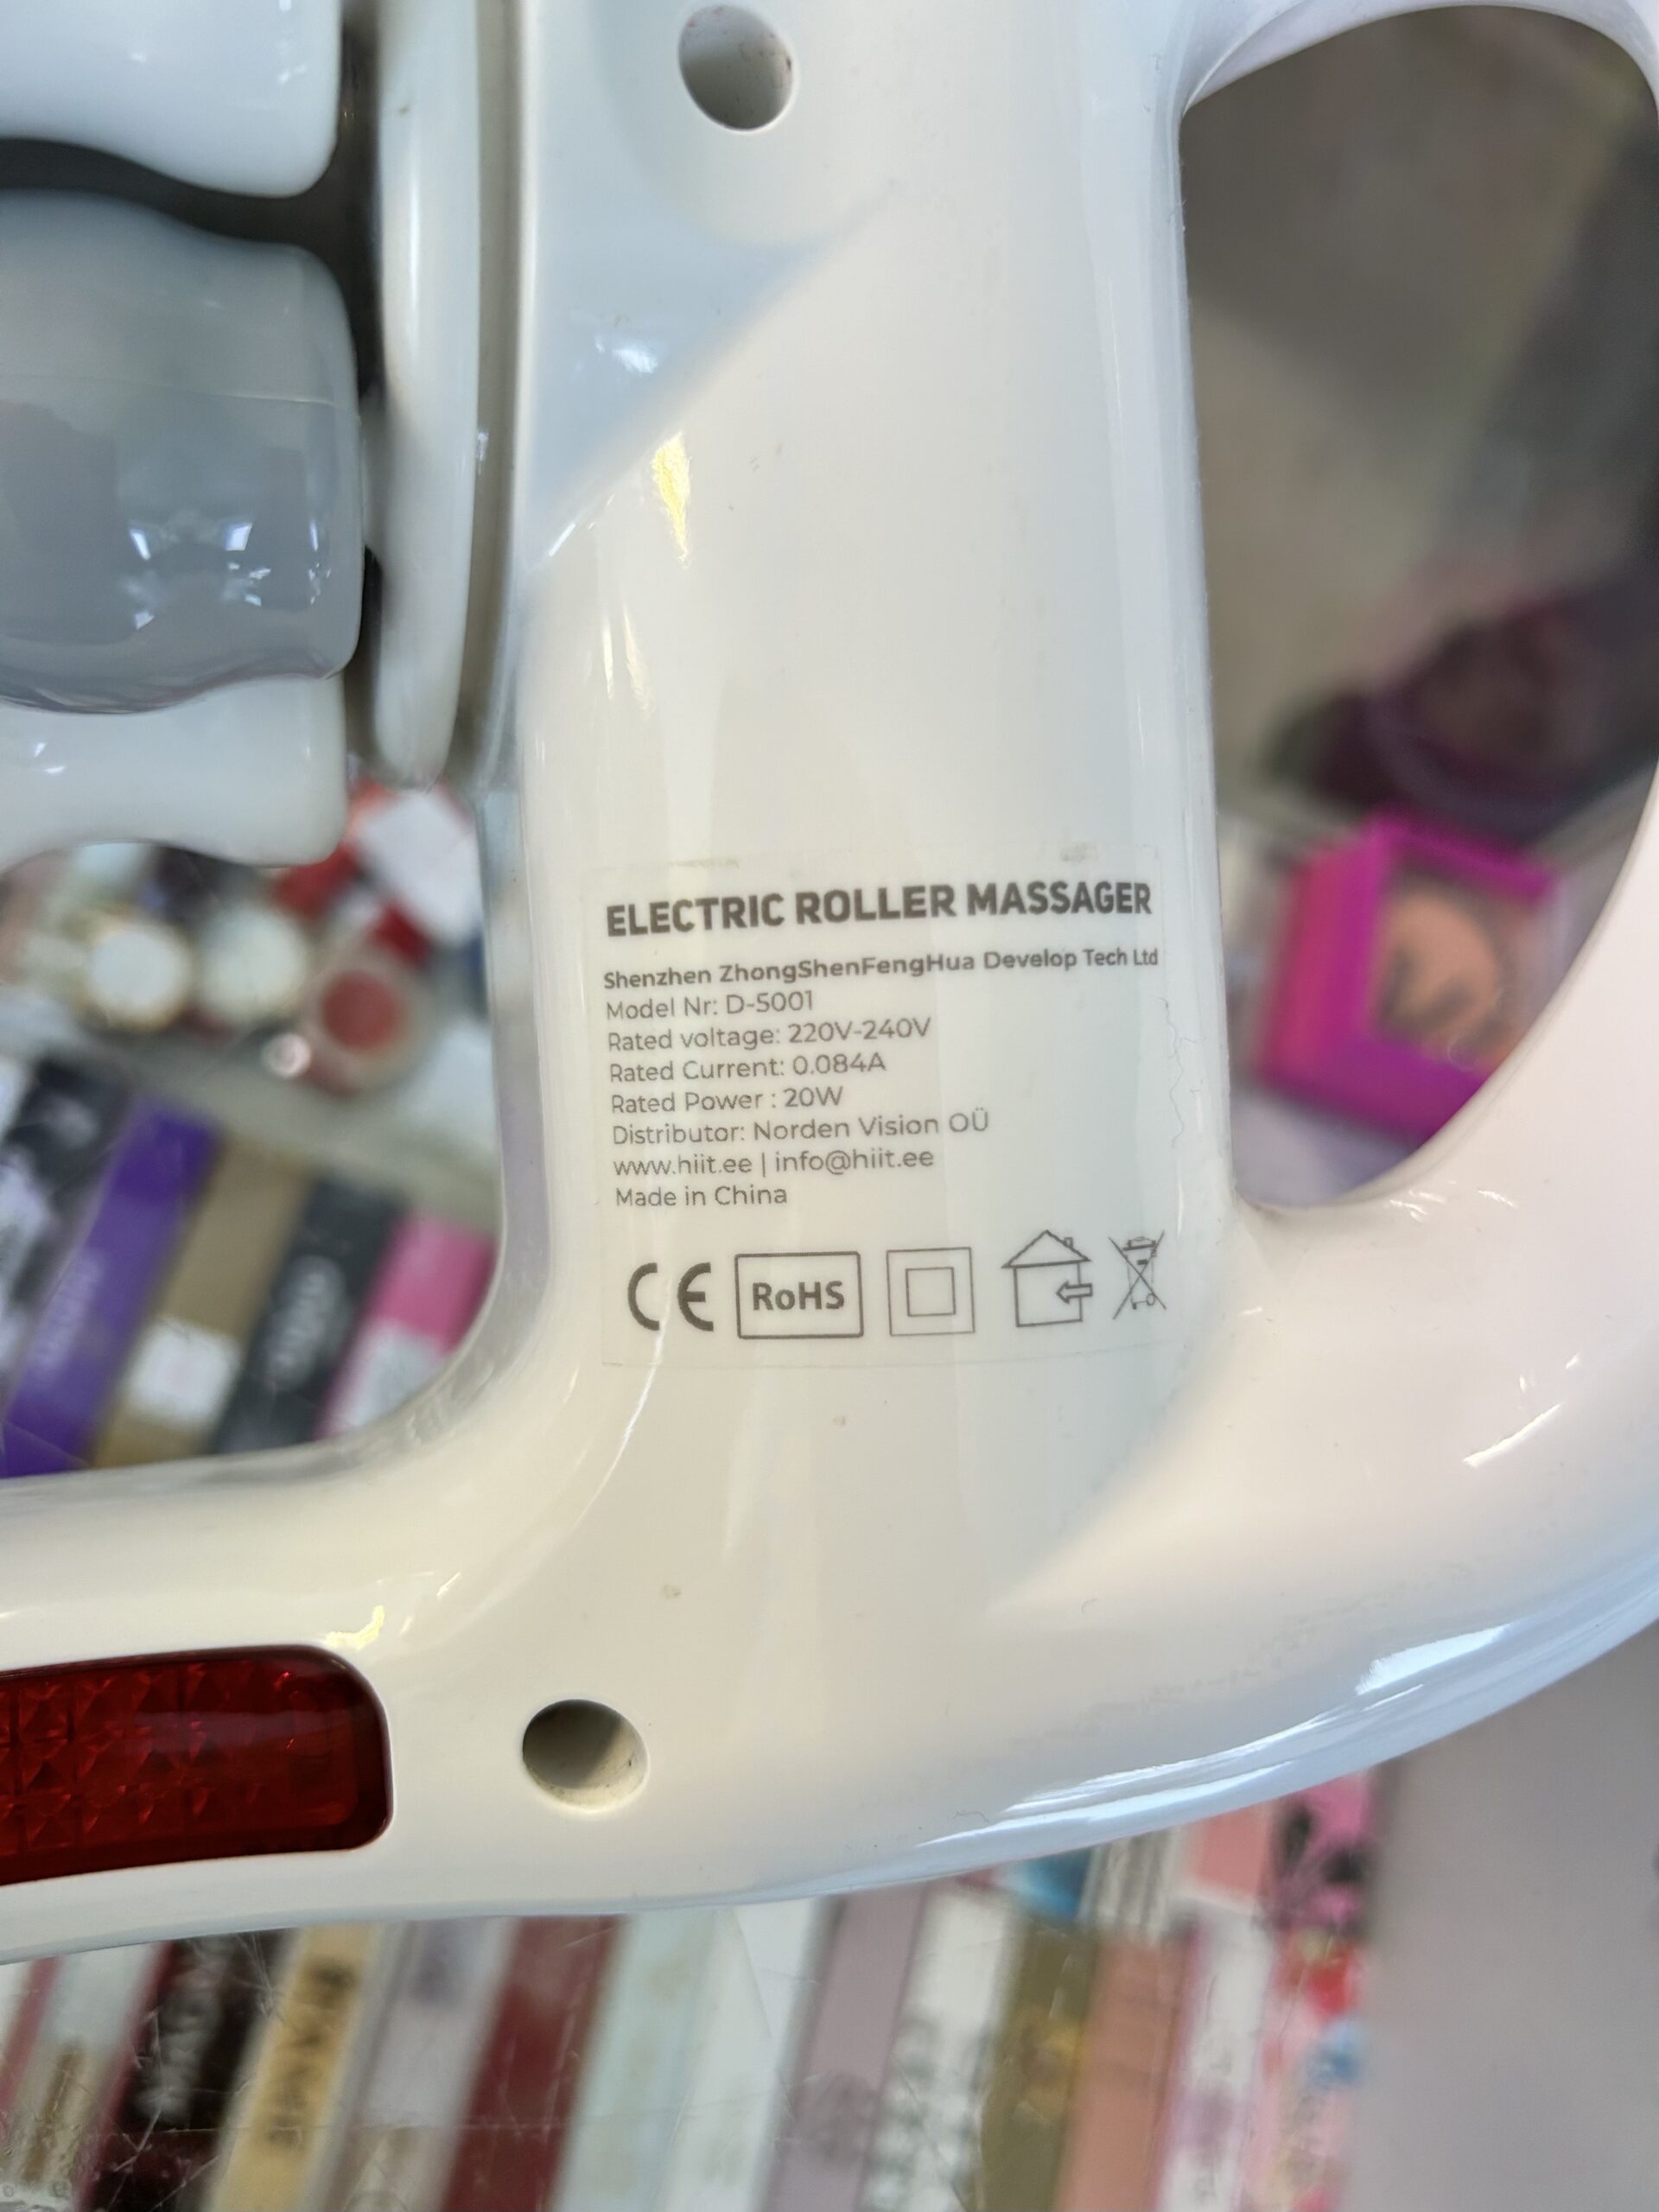 ELECTRIC ROLLER MASSAGER
Shenzhen ZhongShenFengHua Develop Tech Ltd
Model Nr: D-5001
Rated voltage: 220V-240V
Rated Current: 0.084A
Rated Power : 20W
Distributor: Norden Vision OÜ
www.hiit.ee | info@hiit.ee
Made in China
CE RoHS